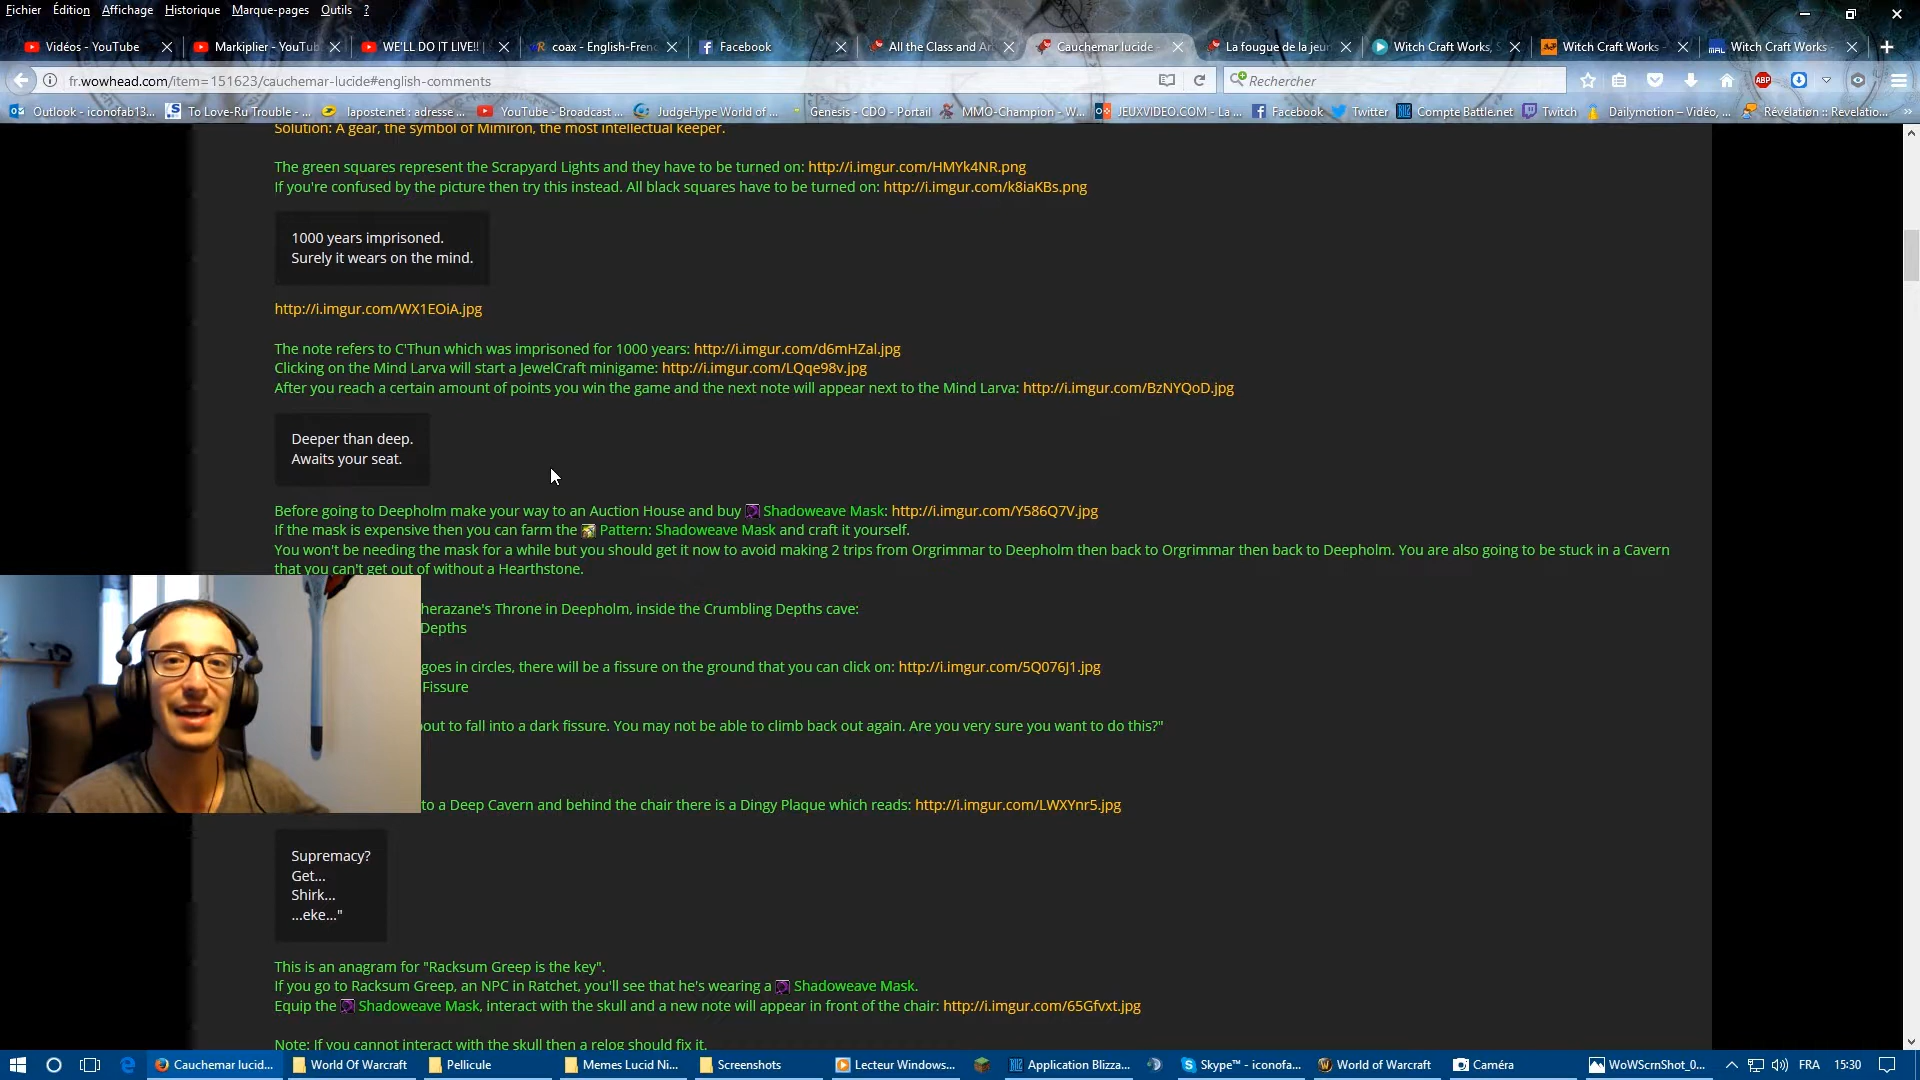 Fichier Édition Affichage Historique Marque-pages Outils ?
Vidéos - YouTube
Markiplier - YouTub
WE'LL DO IT LIVE!!
coax - English-Fren
Facebook
All the Class and Ar
Cauchemar lucide -
La fougue de la jeun
Witch Craft Works, S
Witch Craft Works -
Witch Craft Works -
fr.wowhead.com/item=151623/cauchemar-lucide#english-comments
Rechercher
ABP
Outlook - iconofab13...
To Love-Ru Trouble - ...
laposte.net : adresse ...
YouTube - Broadcast ...
JudgeHype World of ...
Genesis - CDO - Portail
MMO-Champion - W...
JEUXVIDEO.COM - La ...
Facebook
Twitter
Compte Battle.net
Twitch
Dailymotion – Vidéo, ...
Révélatiøn :: Revelatio...
Solution: A gear, the symbol of Mimiron, the most intellectual keeper.
The green squares represent the Scrapyard Lights and they have to be turned on: http://i.imgur.com/HMYk4NR.png
If you're confused by the picture then try this instead. All black squares have to be turned on: http://i.imgur.com/k8iaKBs.png
1000 years imprisoned.
Surely it wears on the mind.
http://i.imgur.com/WX1EOiA.jpg
The note refers to C'Thun which was imprisoned for 1000 years: http://i.imgur.com/d6mHZal.jpg
Clicking on the Mind Larva will start a JewelCraft minigame: http://i.imgur.com/LQqe98v.jpg
After you reach a certain amount of points you win the game and the next note will appear next to the Mind Larva: http://i.imgur.com/BzNYQoD.jpg
Deeper than deep.
Awaits your seat.
Before going to Deepholm make your way to an Auction House and buy Shadoweave Mask: http://i.imgur.com/Y586Q7V.jpg
If the mask is expensive then you can farm the Pattern: Shadoweave Mask and craft it yourself.
You won't be needing the mask for a while but you should get it now to avoid making 2 trips from Orgrimmar to Deepholm then back to Orgrimmar then back to Deepholm. You are also going to be stuck in a Cavern
that you can't get out of without a Hearthstone.
herazane's Throne in Deepholm, inside the Crumbling Depths cave:
Depths
goes in circles, there will be a fissure on the ground that you can click on: http://i.imgur.com/5Q076J1.jpg
Fissure
out to fall into a dark fissure. You may not be able to climb back out again. Are you very sure you want to do this?"
to a Deep Cavern and behind the chair there is a Dingy Plaque which reads: http://i.imgur.com/LWXYnr5.jpg
Supremacy?
Get...
Shirk...
...eke..."
This is an anagram for "Racksum Greep is the key".
If you go to Racksum Greep, an NPC in Ratchet, you'll see that he's wearing a Shadoweave Mask.
Equip the Shadoweave Mask, interact with the skull and a new note will appear in front of the chair: http://i.imgur.com/65Gfvxt.jpg
Note: If you cannot interact with the skull then a relog should fix it.
Cauchemar lucid...
World Of Warcraft
Pellicule
Memes Lucid Ni...
Screenshots
Lecteur Windows...
Application Blizza...
Skype™ - iconofa...
World of Warcraft
Caméra
WoWScrnShot_0...
FRA
15:30